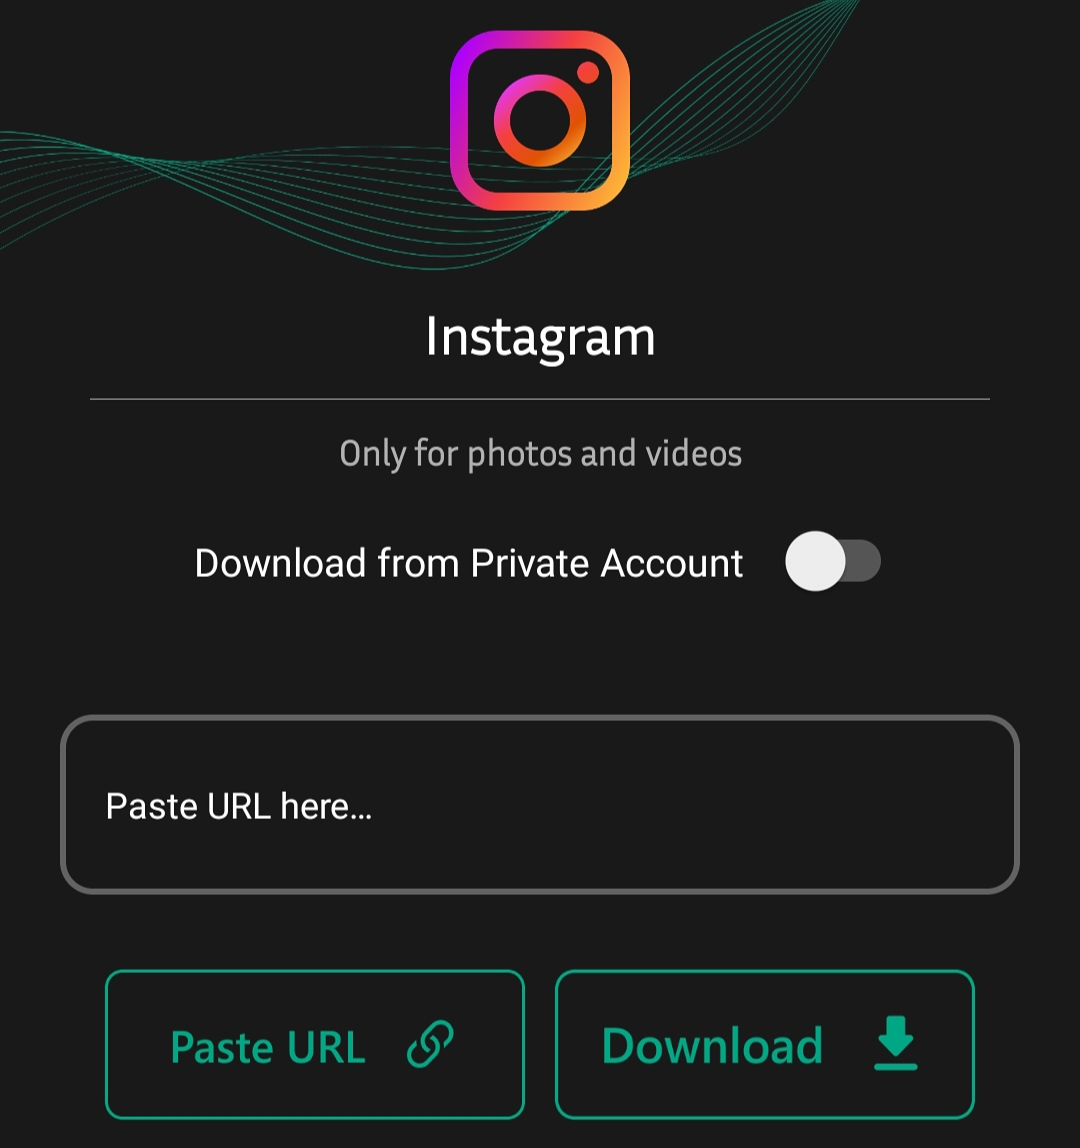 Instagram
Only for photos and videos
Download from Private Account
Paste URL here...
Paste URL
Download